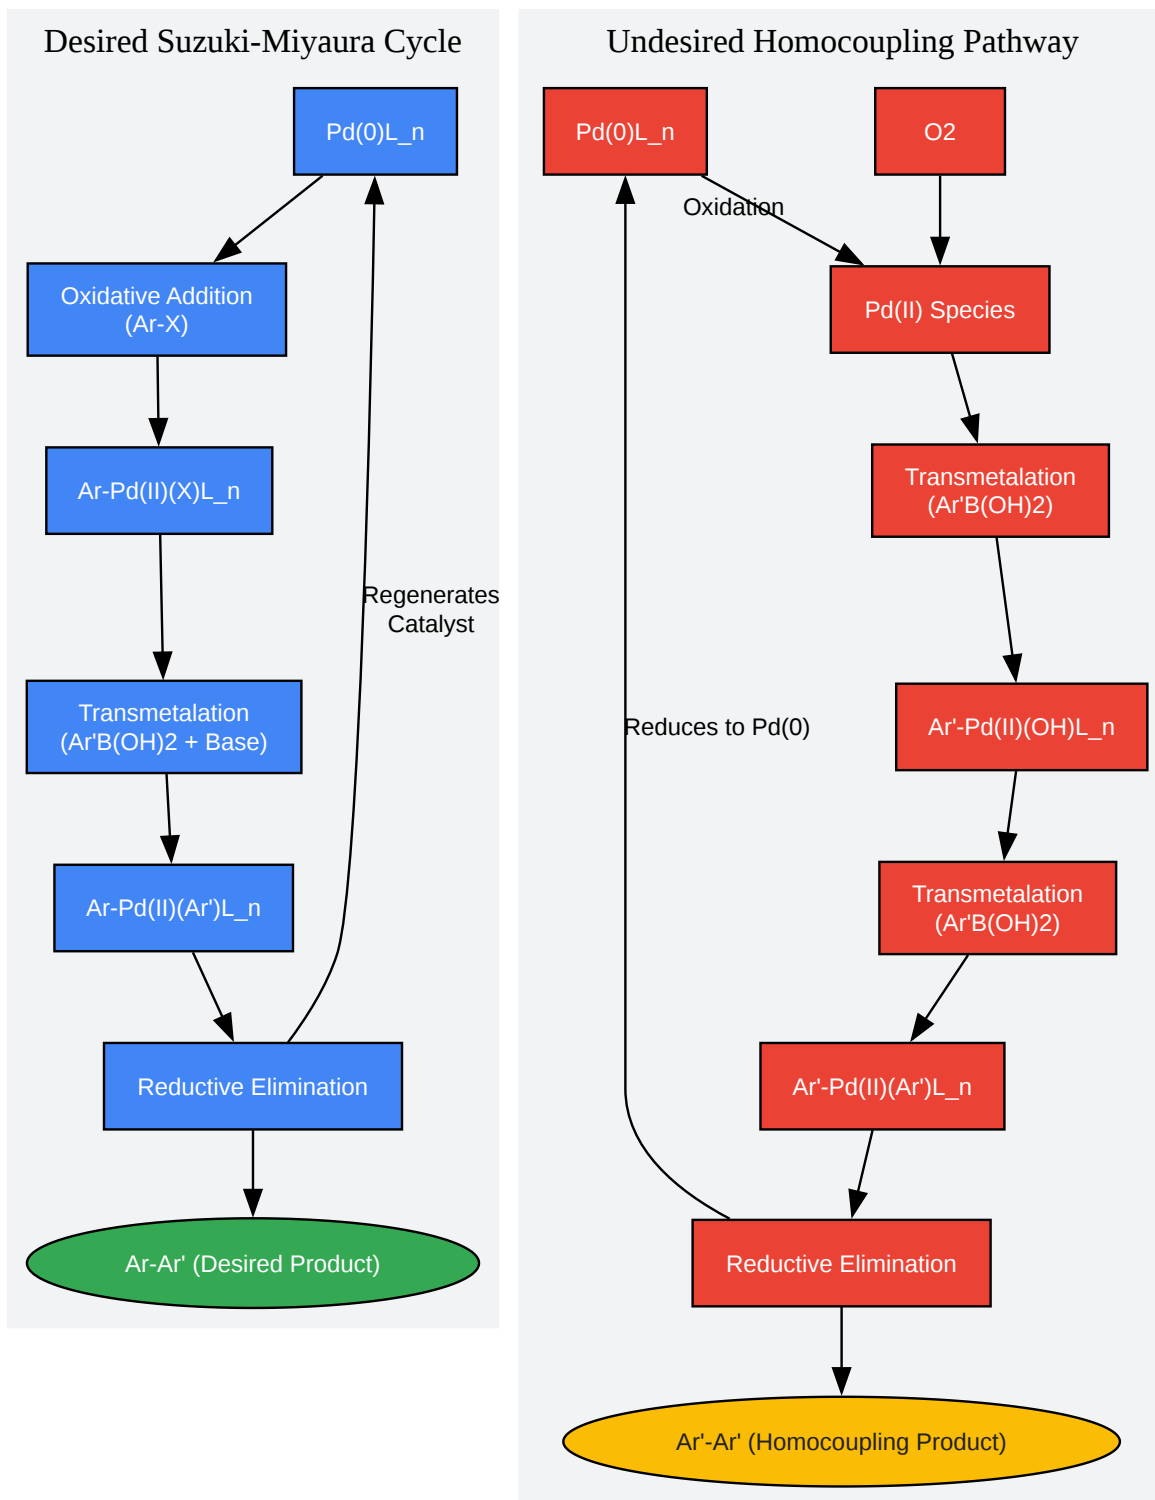 Desired Suzuki-Miyaura Cycle
Pd(0)L_n
Oxidative Addition
(Ar-X)
Ar-Pd(II)(X)L_n
Regenerates
Catalyst
Transmetalation
(Ar'B(OH)2 + Base)
Ar-Pd(II)(Ar')L_n
Reductive Elimination
Ar-Ar' (Desired Product)
Undesired Homocoupling Pathway
Pd(0)L_n
O2
Oxidation
Pd(II) Species
Transmetalation
(Ar'B(OH)2)
Ar'-Pd(II)(OH)L_n
Reduces to Pd(0)
Transmetalation
(Ar'B(OH)2)
Ar'-Pd(II)(Ar')L_n
Reductive Elimination
Ar'-Ar' (Homocoupling Product)